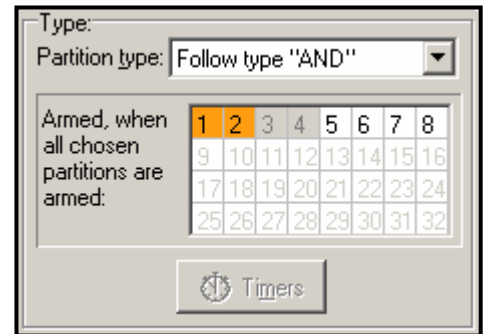 Type:
Partition type: Follow type "AND"
Armed, when all chosen partitions are armed:
1 2 3 4 5 6 7 8
9 10 11 12 13 14 15 16
17 18 19 20 21 22 23 24
25 26 27 28 29 30 31 32
Timers